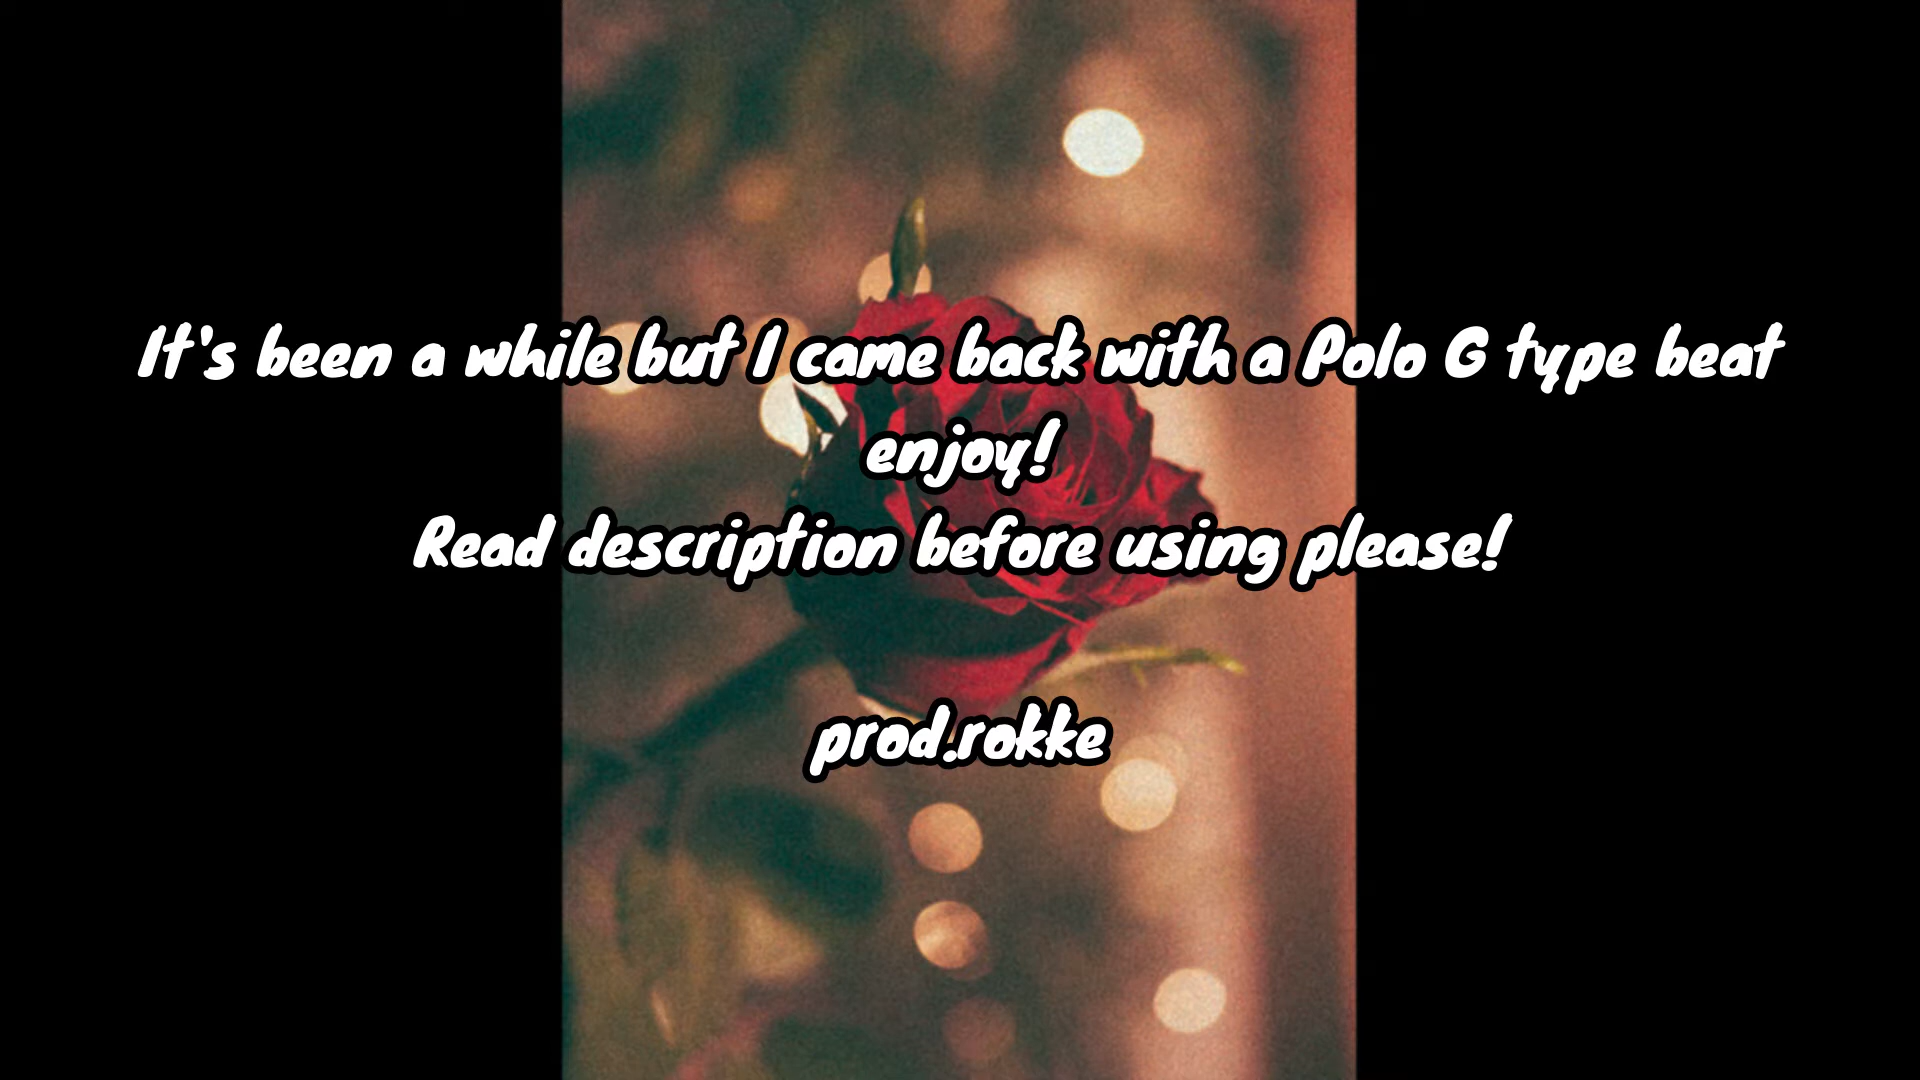 It's been a while but I came back with a Polo G type beat
enjoy!
Read description before using please!
prod.rokke